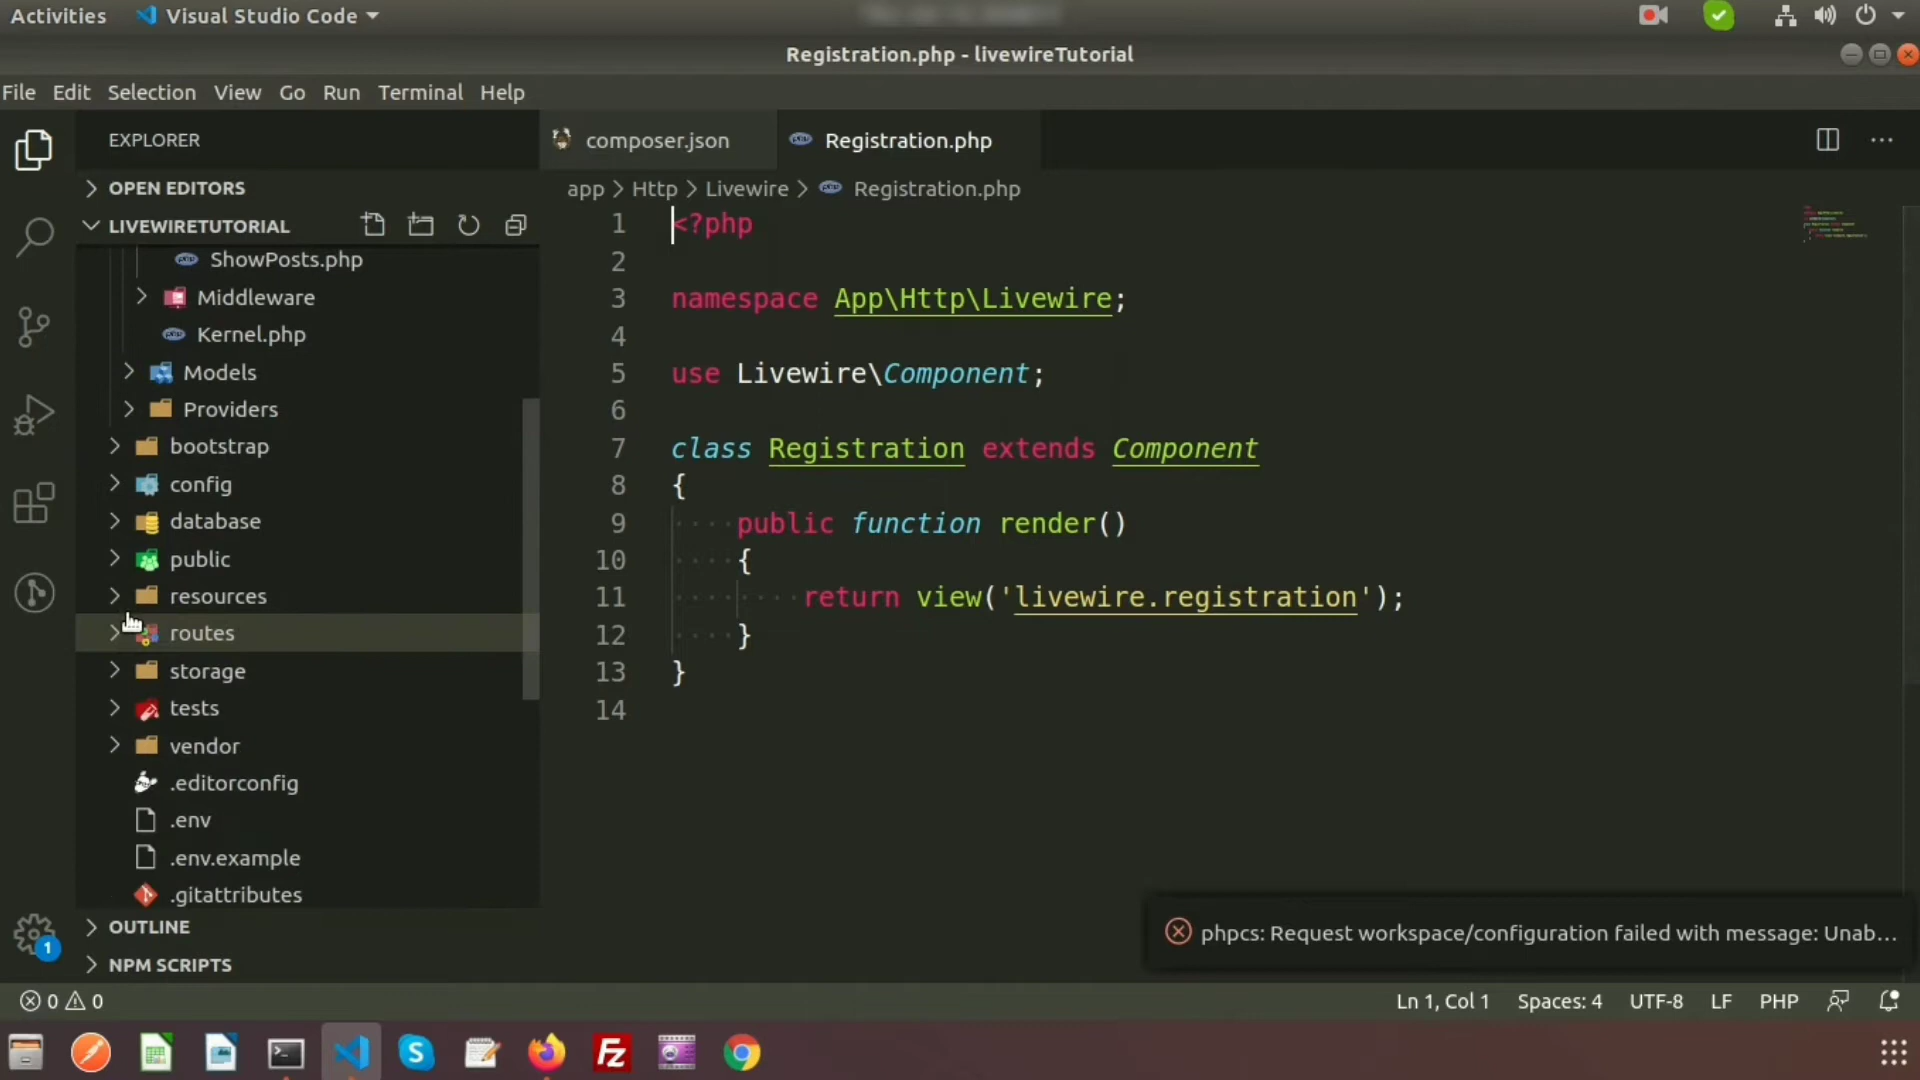 Activities Visual Studio Code
Registration.php - livewireTutorial
File Edit Selection View Go Run Terminal Help
EXPLORER
composer.json Registration.php
OPEN EDITORS
LIVEWIRETUTORIAL
ShowPosts.php
Middleware
Kernel.php
Models
Providers
bootstrap
config
database
public
resources
routes
storage
tests
vendor
.editorconfig
.env
.env.example
.gitattributes
OUTLINE
NPM SCRIPTS
app > Http > Livewire > Registration.php
1 <?php
2
3 namespace App\Http\Livewire;
4
5 use Livewire\Component;
6
7 class Registration extends Component
8 {
9 public function render()
10 {
11 return view('livewire.registration');
12 }
13 }
14
phpcs: Request workspace/configuration failed with message: Unab...
1
0 0
Ln 1, Col 1 Spaces: 4 UTF-8 LF PHP